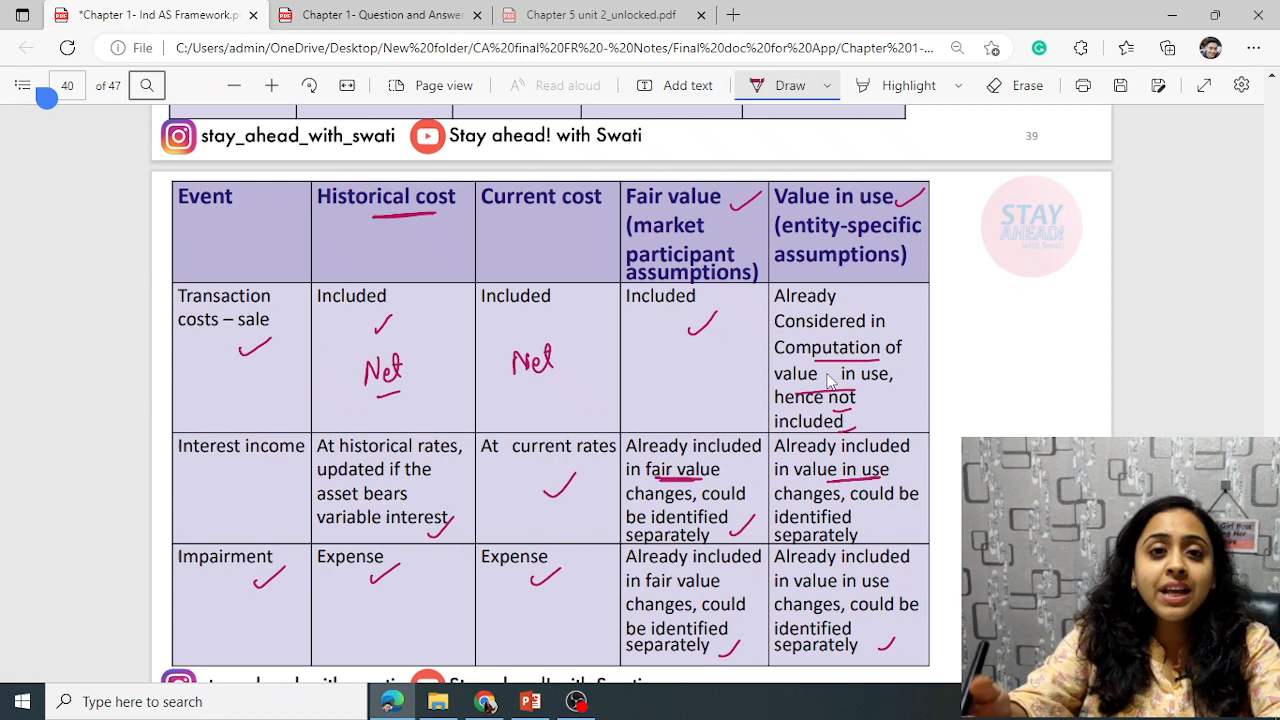 *Chapter 1- Ind AS Framework.p
Chapter 1 - Question and Answer
Chapter 5 unit 2_unlocked.pdf
File
C:/Users/admin/OneDrive/Desktop/New%20folder/CA%20Final%20FR%20-%20Notes/Final%20doc%20for%20App/Chapter%201-...
40 of 47
Page view
Read aloud
Add text
Draw
Highlight
Erase
stay_ahead_with_swati
Stay ahead! with Swati
39
Event
Historical cost
Current cost
Fair value
(market
participant
assumptions)
Value in use
(entity-specific
assumptions)
STAY
AHEAD!
with Swati
Transaction
costs – sale
Included
Net
Included
Net
Included
Already
Considered in
Computation of
value in use,
hence not
included
Interest income
At historical rates,
updated if the
asset bears
variable interest
At current rates
Already included
in fair value
changes, could
be identified
separately
Already included
in value in use
changes, could be
identified
separately
Impairment
Expense
Expense
Already included
in fair value
changes, could
be identified
separately
Already included
in value in use
changes, could be
identified
separately
Type here to search